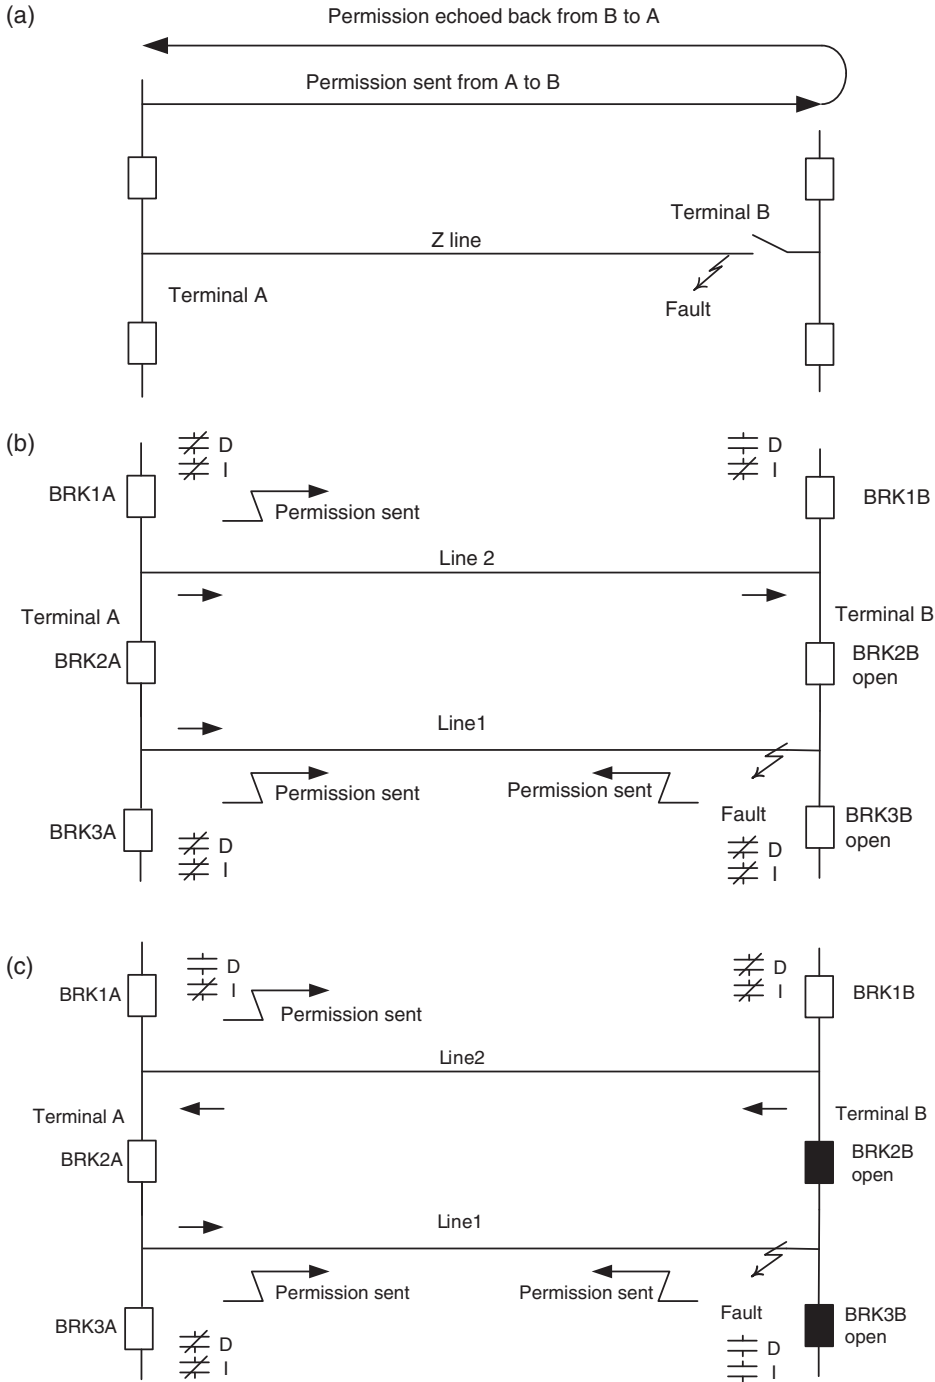 (a)
Permission echoed back from B to A
Permission sent from A to B
Terminal B
Z line
Terminal A
Fault
(b)
D
I
D
I
BRK1A
Permission sent
BRK1B
Line 2
Terminal A
Terminal B
BRK2A
BRK2B
open
Line1
Permission sent
Permission sent
BRK3A
Fault
BRK3B
open
D
I
D
I
(c)
D
I
D
I
BRK1A
Permission sent
BRK1B
Line2
Terminal A
Terminal B
BRK2A
BRK2B
open
Line1
Permission sent
Permission sent
BRK3A
Fault
BRK3B
open
D
I
D
I